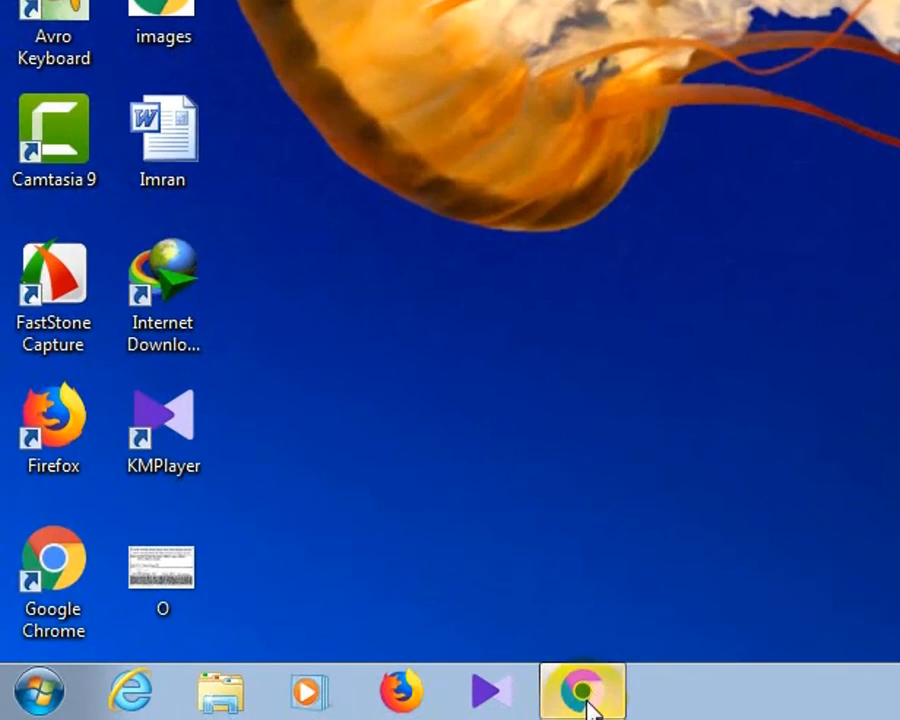 Avro
Keyboard
images
Camtasia 9
Imran
FastStone
Capture
Internet
Downlo...
Firefox
KMPlayer
Google
Chrome
O